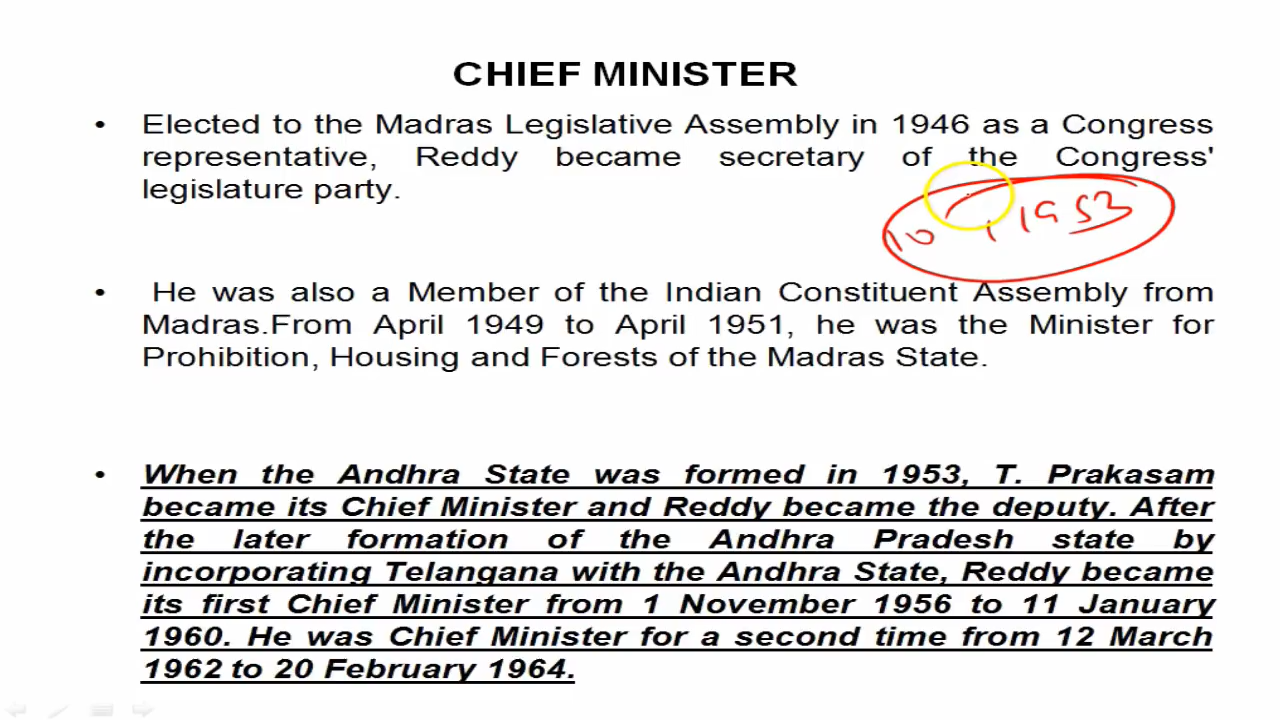 CHIEF MINISTER
• Elected to the Madras Legislative Assembly in 1946 as a Congress
representative, Reddy became secretary of the Congress'
legislature party.
10 , 1953
• He was also a Member of the Indian Constituent Assembly from
Madras.From April 1949 to April 1951, he was the Minister for
Prohibition, Housing and Forests of the Madras State.
• When the Andhra State was formed in 1953, T. Prakasam
became its Chief Minister and Reddy became the deputy. After
the later formation of the Andhra Pradesh state by
incorporating Telangana with the Andhra State, Reddy became
its first Chief Minister from 1 November 1956 to 11 January
1960. He was Chief Minister for a second time from 12 March
1962 to 20 February 1964.